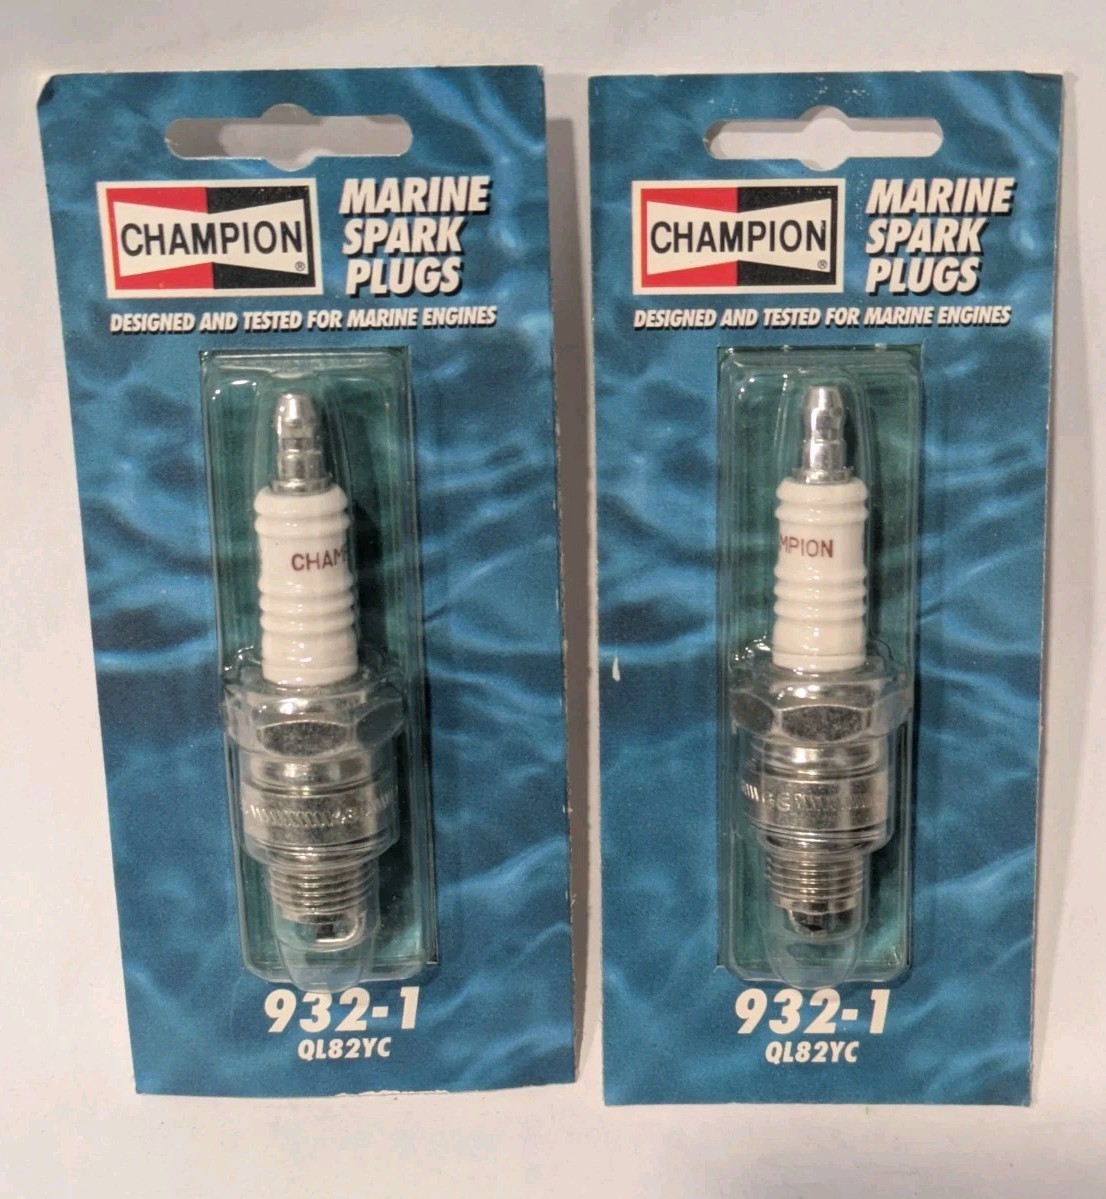 CHAMPION
®
MARINE
SPARK
PLUGS
DESIGNED AND TESTED FOR MARINE ENGINES
CHAMP
932-1
QL82YC
CHAMPION
®
MARINE
SPARK
PLUGS
DESIGNED AND TESTED FOR MARINE ENGINES
MPION
932-1
QL82YC